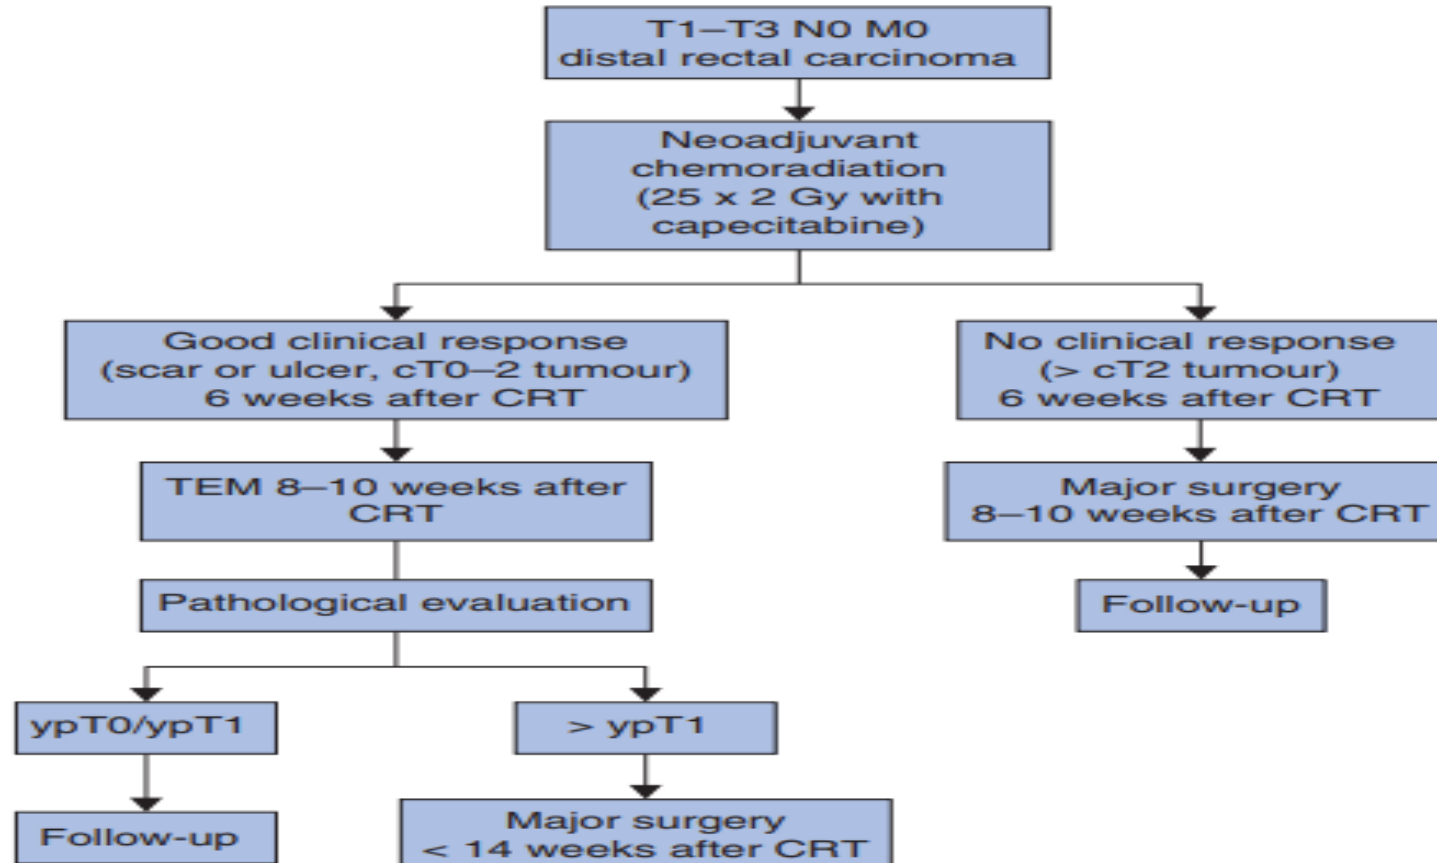 T1–T3 N0 M0
distal rectal carcinoma
Neoadjuvant
chemoradiation
(25 x 2 Gy with
capecitabine)
Good clinical response
(scar or ulcer, cT0–2 tumour)
6 weeks after CRT
No clinical response
(> cT2 tumour)
6 weeks after CRT
TEM 8–10 weeks after
CRT
Major surgery
8–10 weeks after CRT
Pathological evaluation
Follow-up
ypT0/ypT1
> ypT1
Follow-up
Major surgery
< 14 weeks after CRT